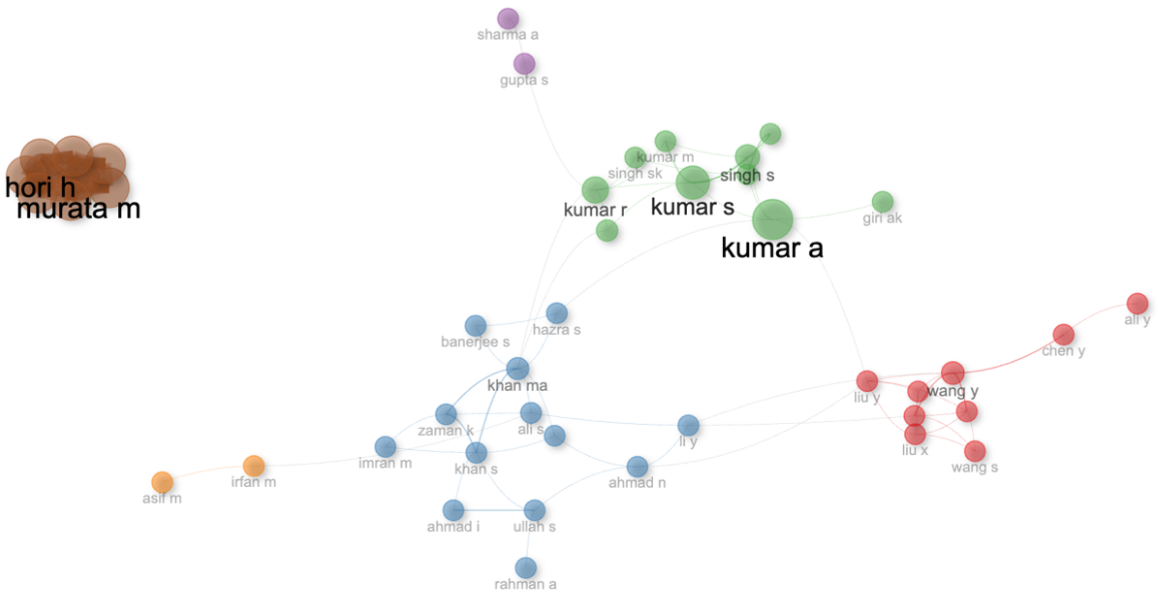 sharma a
gupta s
kumar m
singh sk
singh s
hori h
murata m
kumar r
kumar s
giri ak
kumar a
hazra s
banerjee s
ali y
chen y
khan ma
liu y
wang y
zaman k
ali s
li y
liu x
imran m
khan s
wang s
irfan m
ahmad n
asif m
ahmad i
ullah s
rahman a